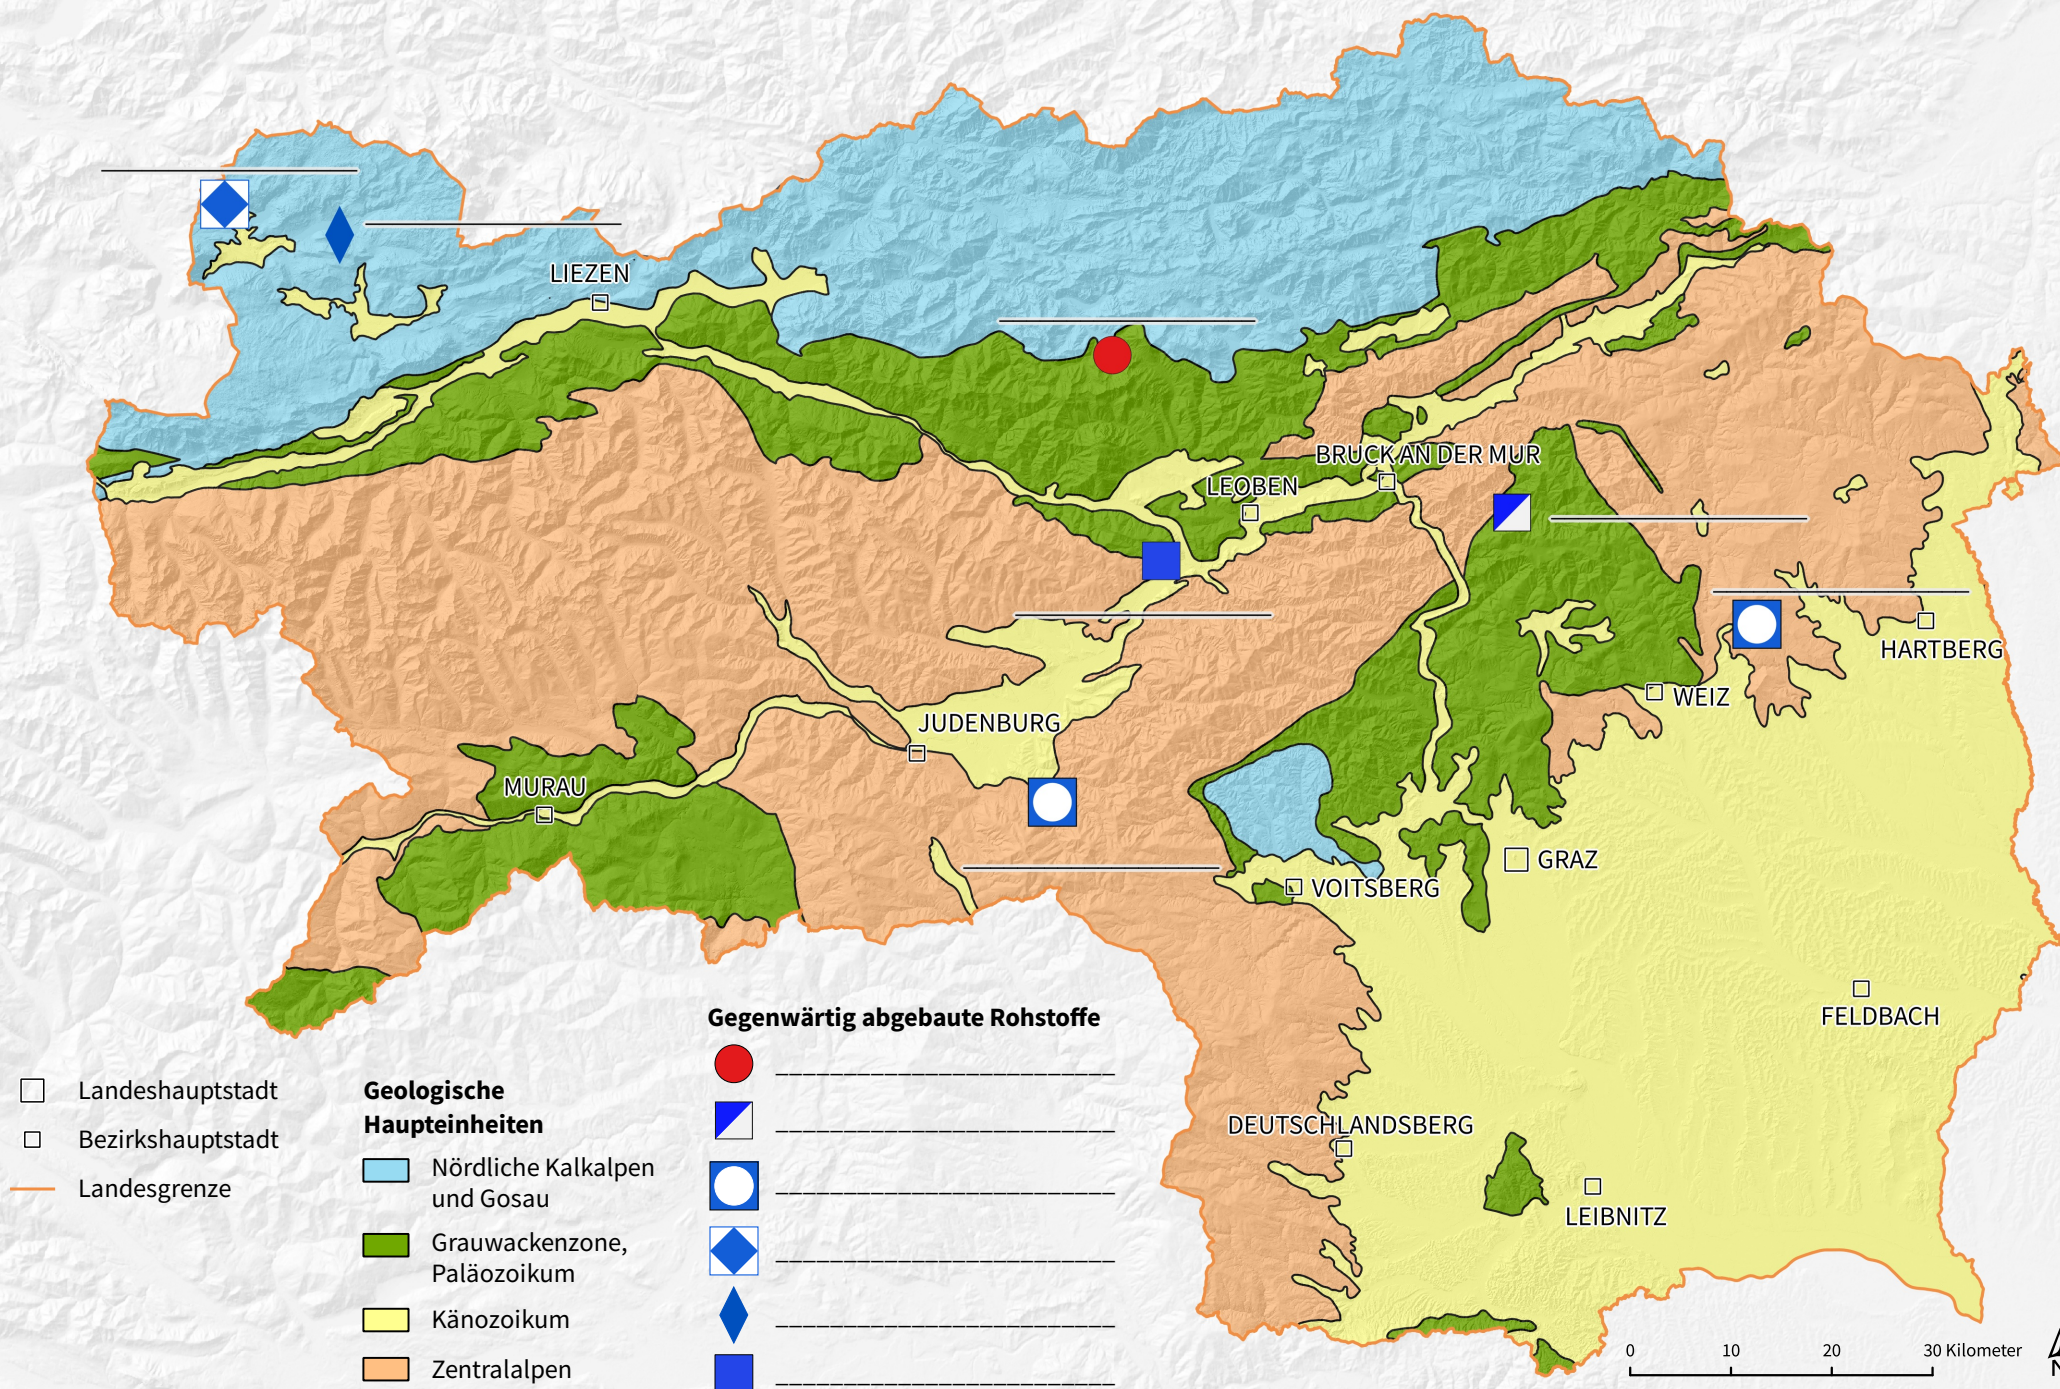 LIEZEN
BRUCK AN DER MUR
LEOBEN
HARTBERG
WEIZ
JUDENBURG
MURAU
GRAZ
VOITSBERG
FELDBACH
DEUTSCHLANDSBERG
LEIBNITZ
Landeshauptstadt
Bezirkshauptstadt
Landesgrenze
Geologische
Haupteinheiten
Nördliche Kalkalpen
und Gosau
Grauwackenzone,
Paläozoikum
Känozoikum
Zentralalpen
Gegenwärtig abgebaute Rohstoffe
0 10 20 30 Kilometer
N